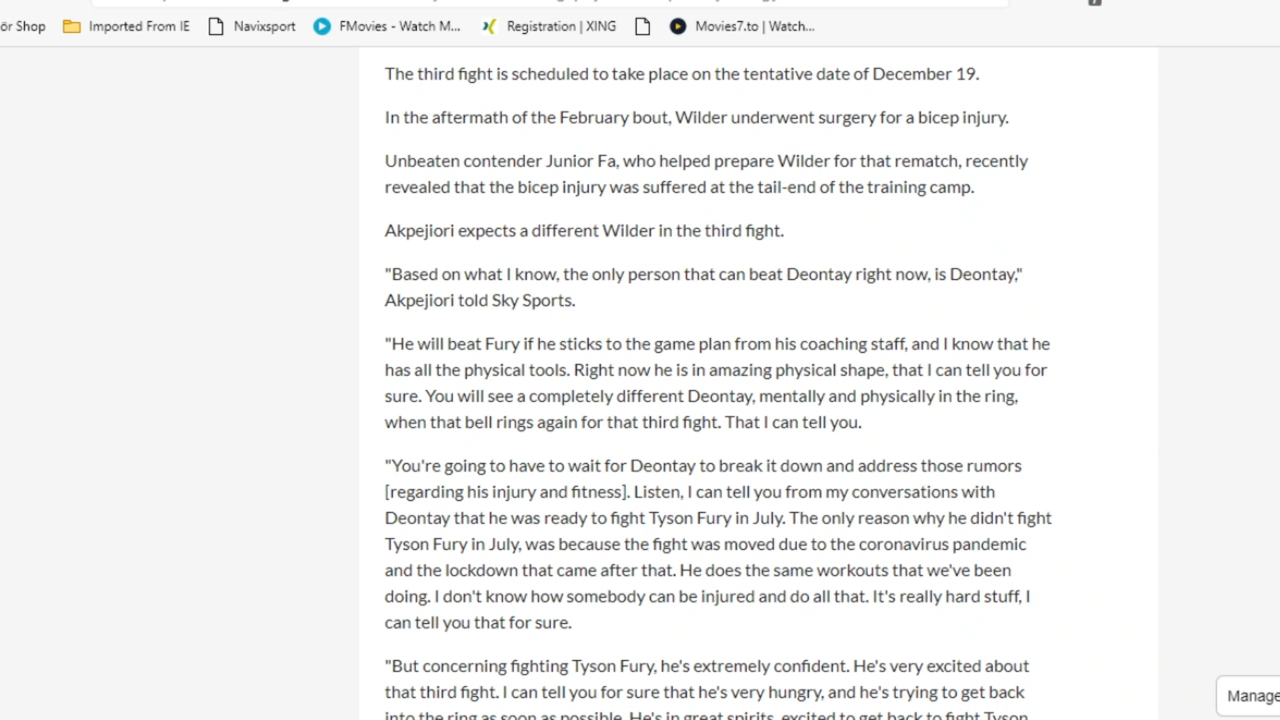 ör Shop Imported From IE Navixsport FMovies - Watch M... Registration | XING Movies7.to | Watch...
The third fight is scheduled to take place on the tentative date of December 19.
In the aftermath of the February bout, Wilder underwent surgery for a bicep injury.
Unbeaten contender Junior Fa, who helped prepare Wilder for that rematch, recently
revealed that the bicep injury was suffered at the tail-end of the training camp.
Akpejiori expects a different Wilder in the third fight.
"Based on what I know, the only person that can beat Deontay right now, is Deontay,"
Akpejiori told Sky Sports.
"He will beat Fury if he sticks to the game plan from his coaching staff, and I know that he
has all the physical tools. Right now he is in amazing physical shape, that I can tell you for
sure. You will see a completely different Deontay, mentally and physically in the ring,
when that bell rings again for that third fight. That I can tell you.
"You're going to have to wait for Deontay to break it down and address those rumors
[regarding his injury and fitness]. Listen, I can tell you from my conversations with
Deontay that he was ready to fight Tyson Fury in July. The only reason why he didn't fight
Tyson Fury in July, was because the fight was moved due to the coronavirus pandemic
and the lockdown that came after that. He does the same workouts that we've been
doing. I don't know how somebody can be injured and do all that. It's really hard stuff, I
can tell you that for sure.
"But concerning fighting Tyson Fury, he's extremely confident. He's very excited about
that third fight. I can tell you for sure that he's very hungry, and he's trying to get back
into the ring as soon as possible. He's in great spirits, excited to get back to fight Tyson
Manage